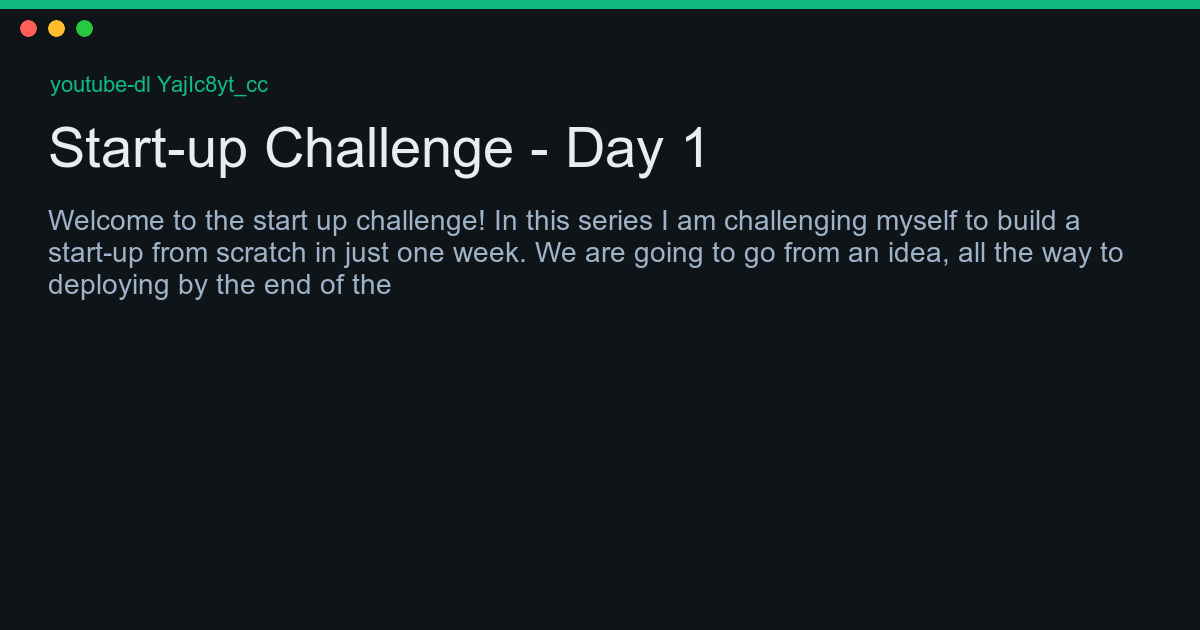 youtube-dl YajIc8yt_cc
Start-up Challenge - Day 1
Welcome to the start up challenge! In this series I am challenging myself to build a
start-up from scratch in just one week. We are going to go from an idea, all the way to
deploying by the end of the